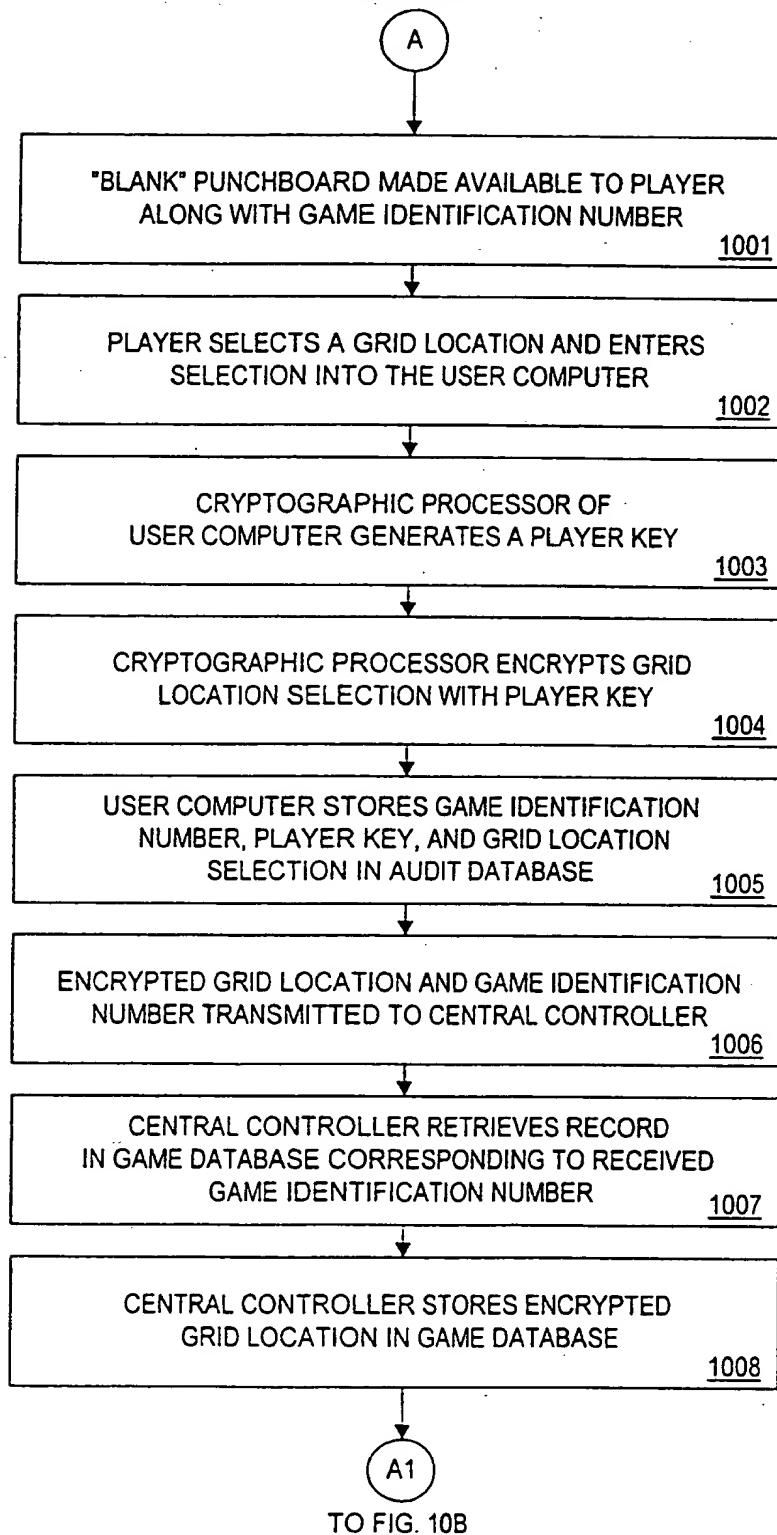 A
"BLANK" PUNCHBOARD MADE AVAILABLE TO PLAYER
ALONG WITH GAME IDENTIFICATION NUMBER
1001
PLAYER SELECTS A GRID LOCATION AND ENTERS
SELECTION INTO THE USER COMPUTER
1002
CRYPTOGRAPHIC PROCESSOR OF
USER COMPUTER GENERATES A PLAYER KEY
1003
CRYPTOGRAPHIC PROCESSOR ENCRYPTS GRID
LOCATION SELECTION WITH PLAYER KEY
1004
USER COMPUTER STORES GAME IDENTIFICATION
NUMBER, PLAYER KEY, AND GRID LOCATION
SELECTION IN AUDIT DATABASE
1005
ENCRYPTED GRID LOCATION AND GAME IDENTIFICATION
NUMBER TRANSMITTED TO CENTRAL CONTROLLER
1006
CENTRAL CONTROLLER RETRIEVES RECORD
IN GAME DATABASE CORRESPONDING TO RECEIVED
GAME IDENTIFICATION NUMBER
1007
CENTRAL CONTROLLER STORES ENCRYPTED
GRID LOCATION IN GAME DATABASE
1008
A1
TO FIG. 10B